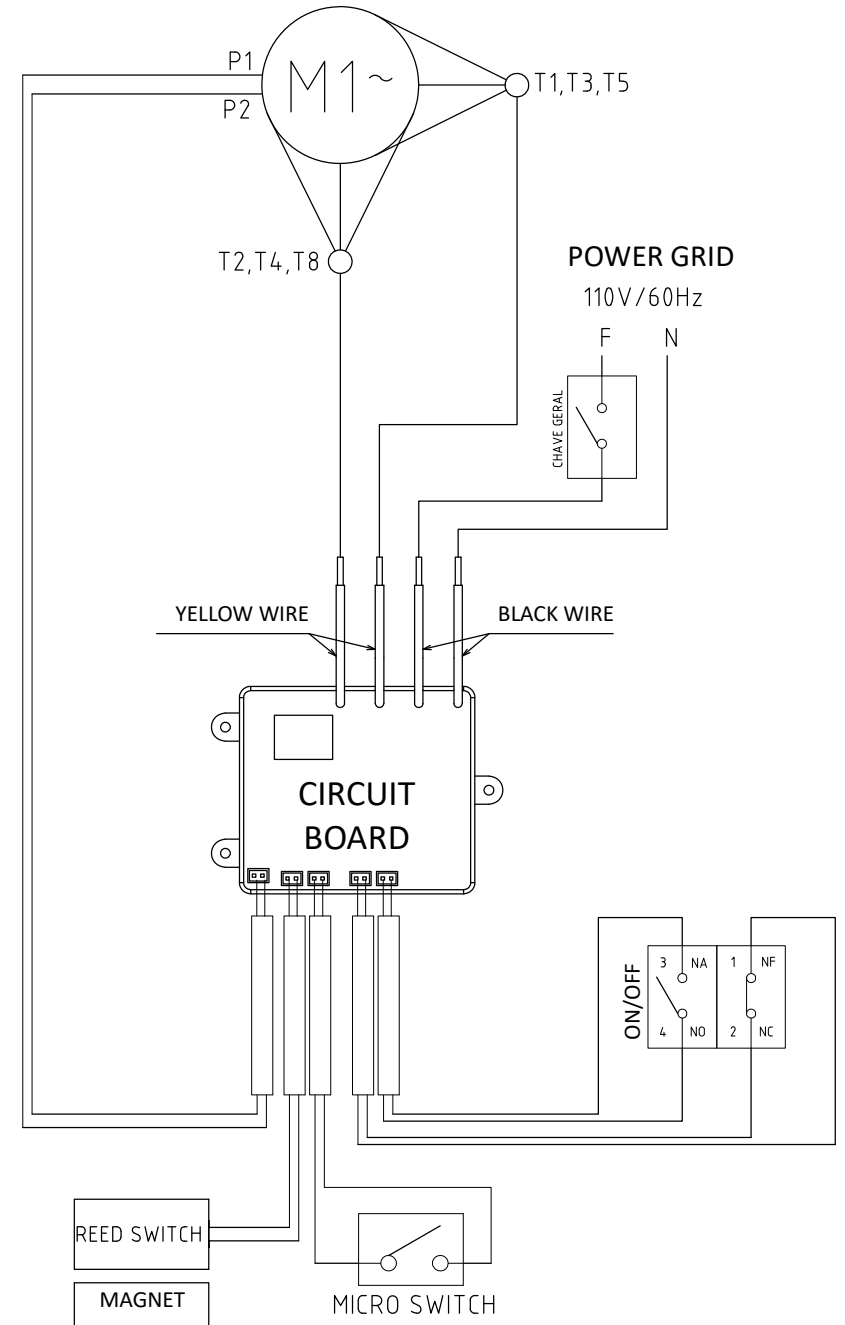 P1
M1~
T1,T3,T5
P2
T2,T4,T8
POWER GRID
110V/60Hz
F N
CHAVE GERAL
YELLOW WIRE
BLACK WIRE
CIRCUIT
BOARD
ON/OFF
3 NA 1 NF
4 NO 2 NC
REED SWITCH
MAGNET
MICRO SWITCH